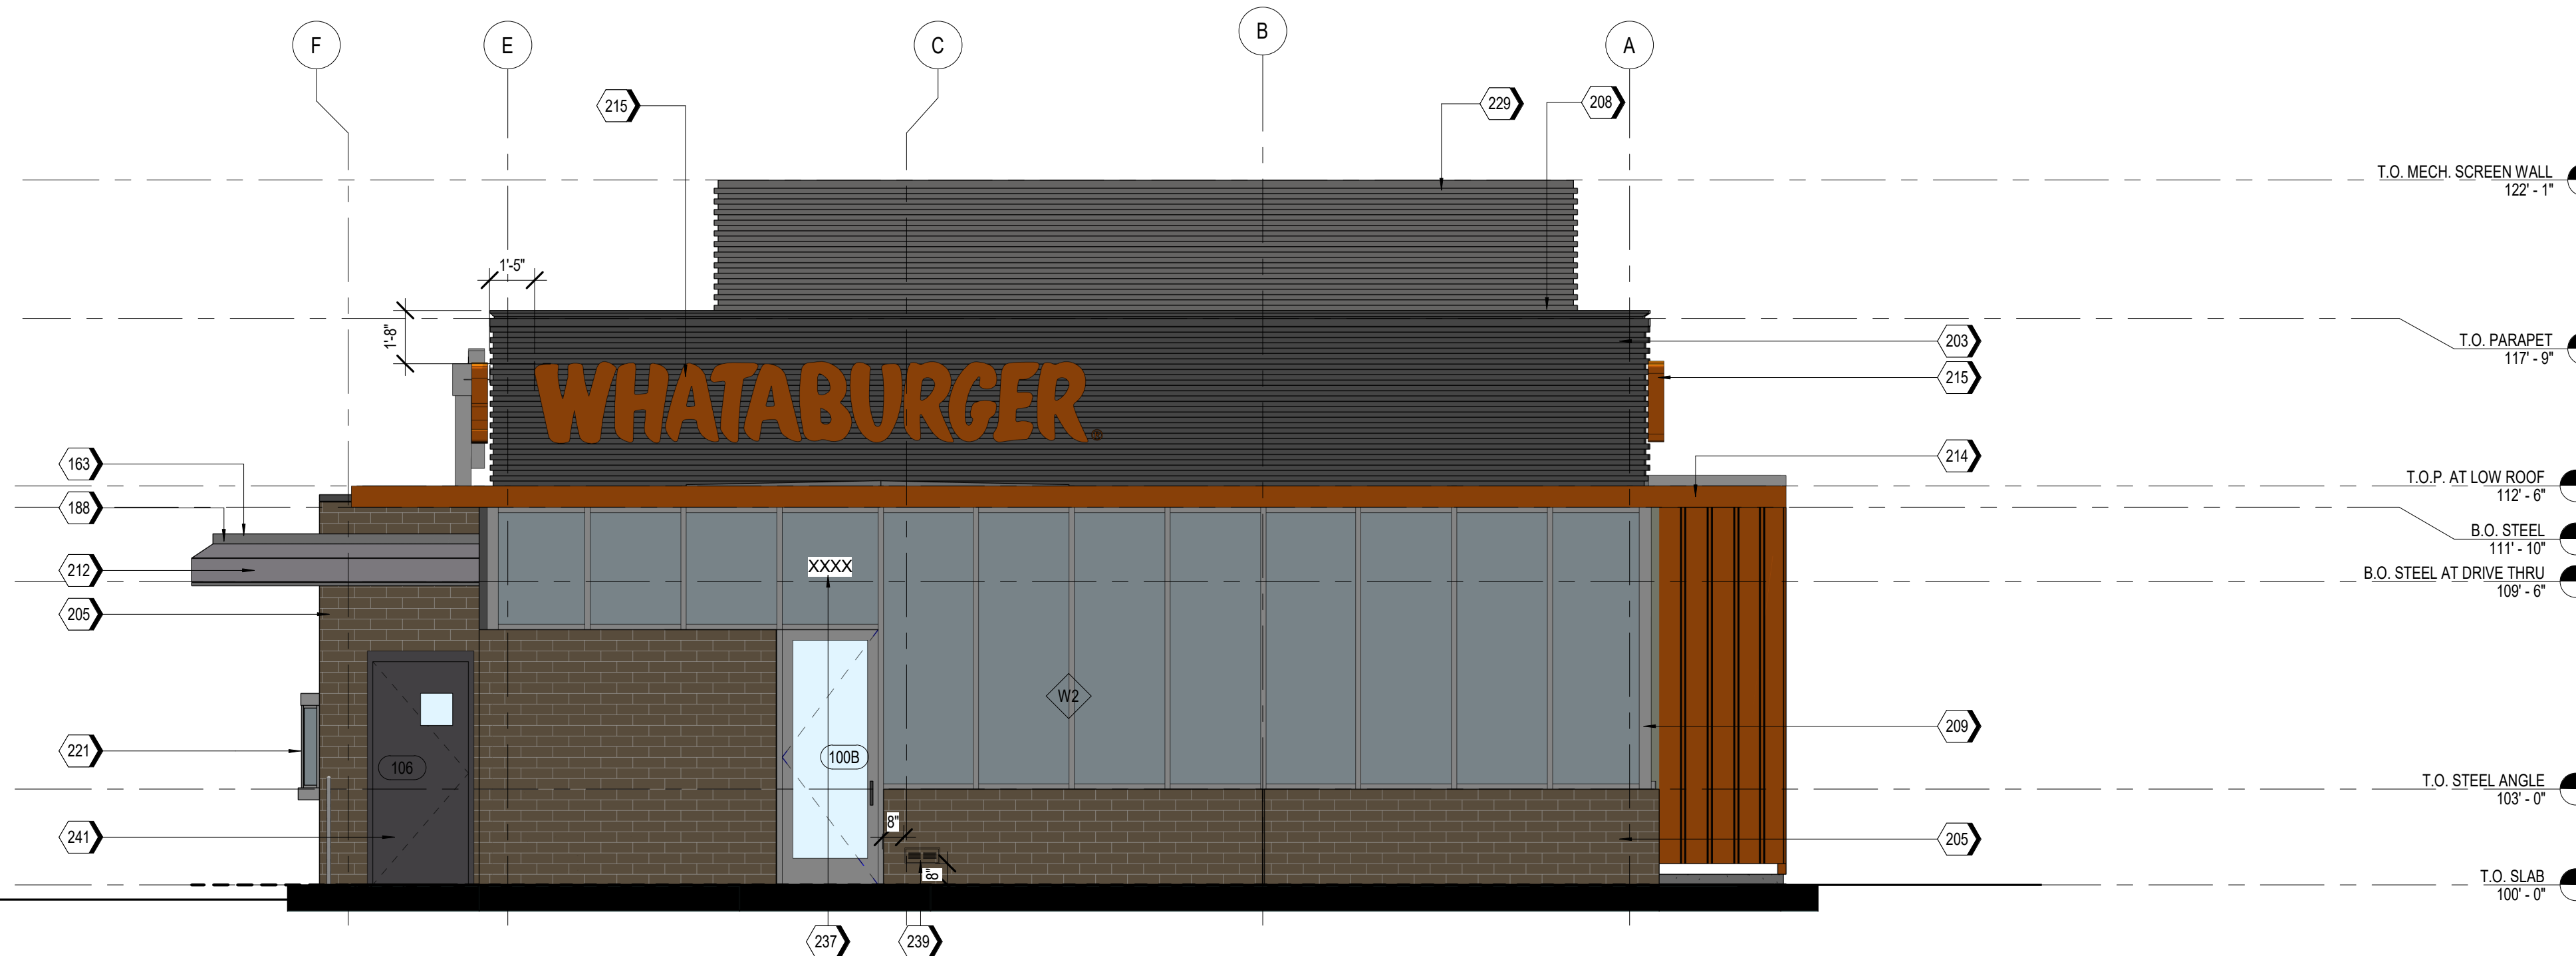 F
E
C
B
A
215
229
208
T.O. MECH. SCREEN WALL
122' - 1"
1'-5"
1'-8"
203
T.O. PARAPET
117' - 9"
215
WHATABURGER®
163
214
T.O.P. AT LOW ROOF
112' - 6"
188
B.O. STEEL
111' - 10"
212
XXXX
B.O. STEEL AT DRIVE THRU
109' - 6"
205
W2
209
221
106
100B
T.O. STEEL ANGLE
103' - 0"
241
8"
205
8"
T.O. SLAB
100' - 0"
237
239